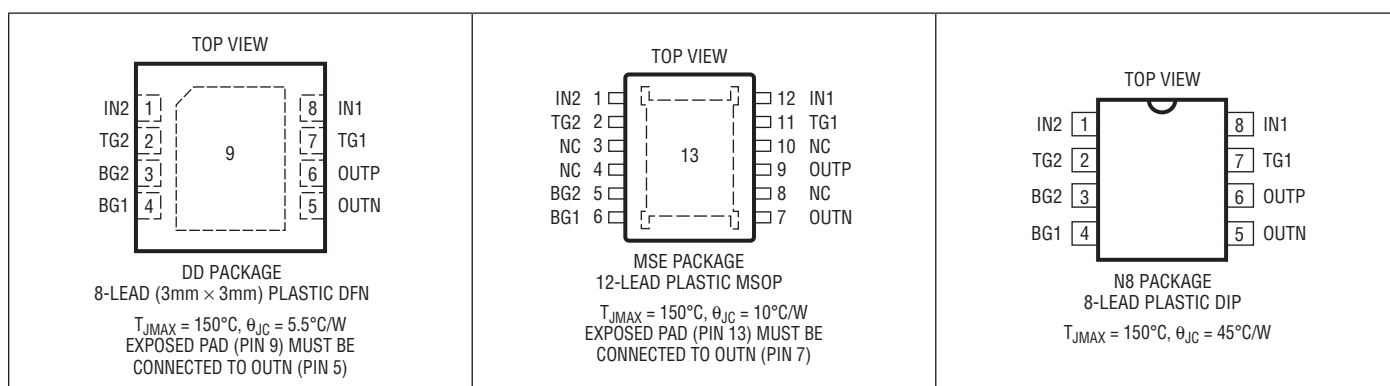 TOP VIEW
IN2 1
TG2 2
BG2 3
BG1 4
9
8 IN1
7 TG1
6 OUTP
5 OUTN
DD PACKAGE
8-LEAD (3mm × 3mm) PLASTIC DFN
TJMAX = 150°C, θJC = 5.5°C/W
EXPOSED PAD (PIN 9) MUST BE
CONNECTED TO OUTN (PIN 5)
TOP VIEW
IN2 1
TG2 2
NC 3
NC 4
BG2 5
BG1 6
13
12 IN1
11 TG1
10 NC
9 OUTP
8 NC
7 OUTN
MSE PACKAGE
12-LEAD PLASTIC MSOP
TJMAX = 150°C, θJC = 10°C/W
EXPOSED PAD (PIN 13) MUST BE
CONNECTED TO OUTN (PIN 7)
TOP VIEW
IN2 1
TG2 2
BG2 3
BG1 4
8 IN1
7 TG1
6 OUTP
5 OUTN
N8 PACKAGE
8-LEAD PLASTIC DIP
TJMAX = 150°C, θJC = 45°C/W